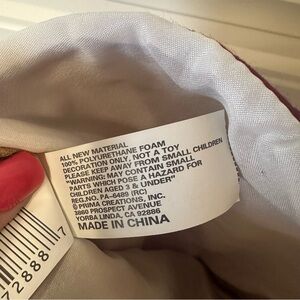 ALL NEW MATERIAL
100% POLYURETHANE FOAM
DECORATION ONLY, NOT A TOY
PLEASE KEEP AWAY FROM SMALL CHILDREN
"WARNING: MAY CONTAIN SMALL
PARTS WHICH POSE A HAZARD FOR
CHILDREN AGED 3 & UNDER"
REG.NO. PA-6489 (RC)
©PRIMA CREATIONS, INC.
3860 PROSPECT AVENUE
YORBA LINDA, CA 92886
MADE IN CHINA
72888 7